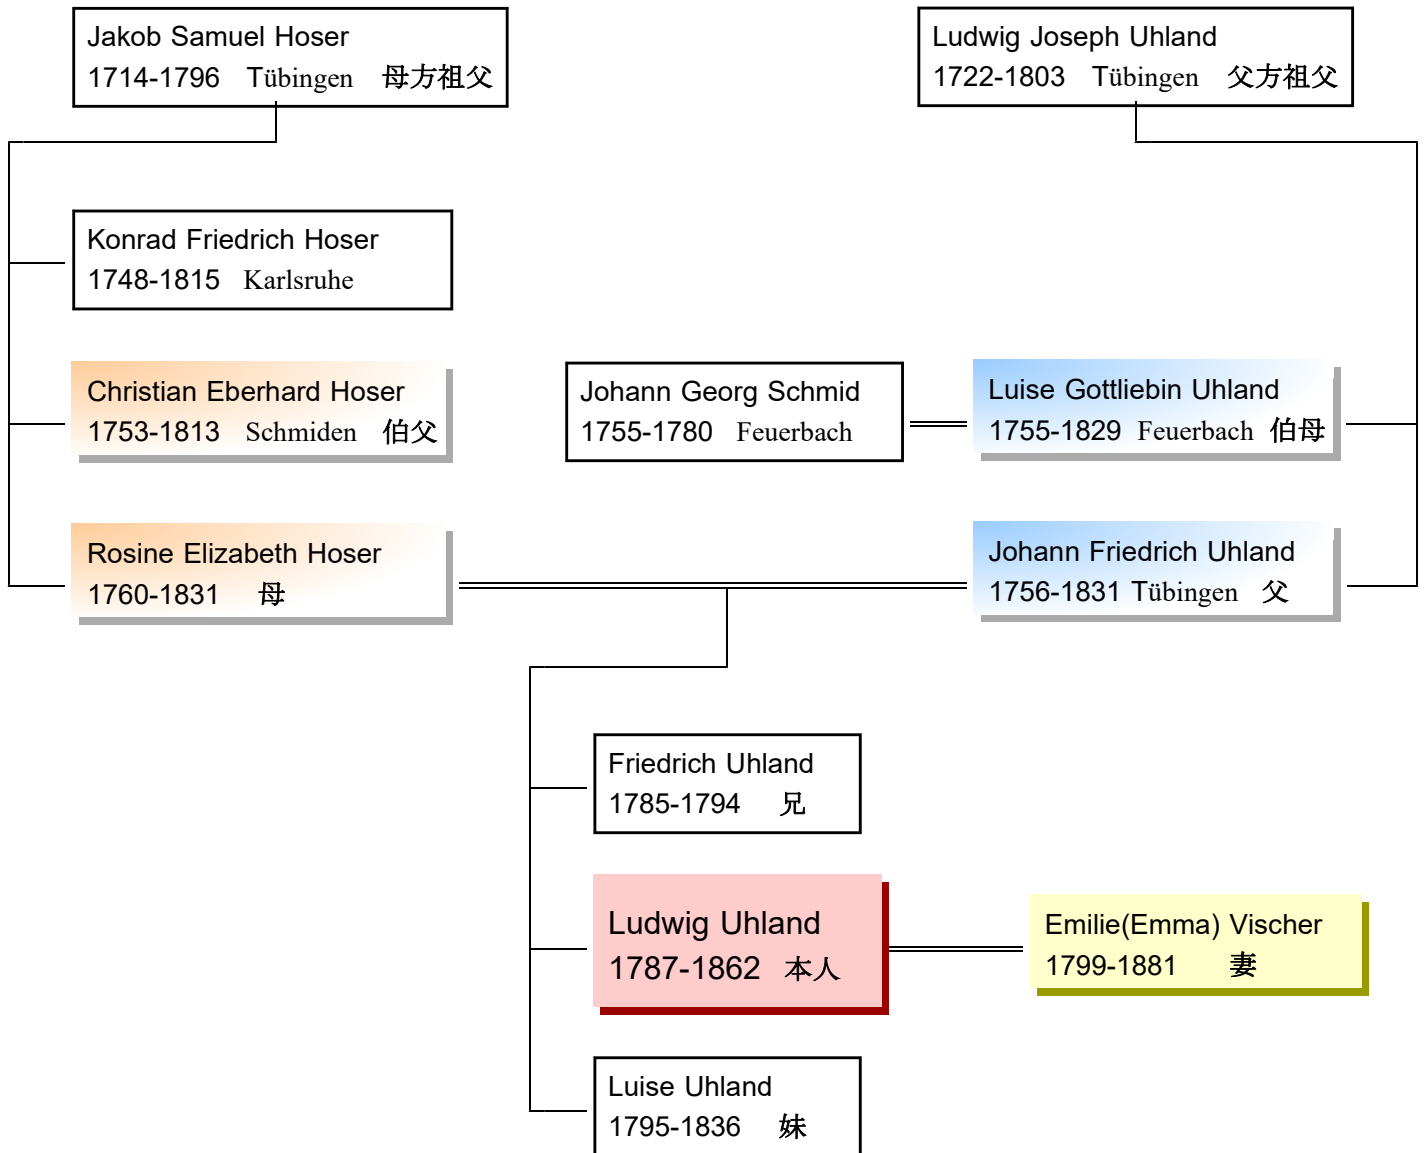 Jakob Samuel Hoser
1714-1796 Tübingen 母方祖父
Ludwig Joseph Uhland
1722-1803 Tübingen 父方祖父
Konrad Friedrich Hoser
1748-1815 Karlsruhe
Christian Eberhard Hoser
1753-1813 Schmiden 伯父
Johann Georg Schmid
1755-1780 Feuerbach
Luise Gottliebin Uhland
1755-1829 Feuerbach 伯母
Rosine Elizabeth Hoser
1760-1831 母
Johann Friedrich Uhland
1756-1831 Tübingen 父
Friedrich Uhland
1785-1794 兄
Ludwig Uhland
1787-1862 本人
Emilie(Emma) Vischer
1799-1881 妻
Luise Uhland
1795-1836 妹